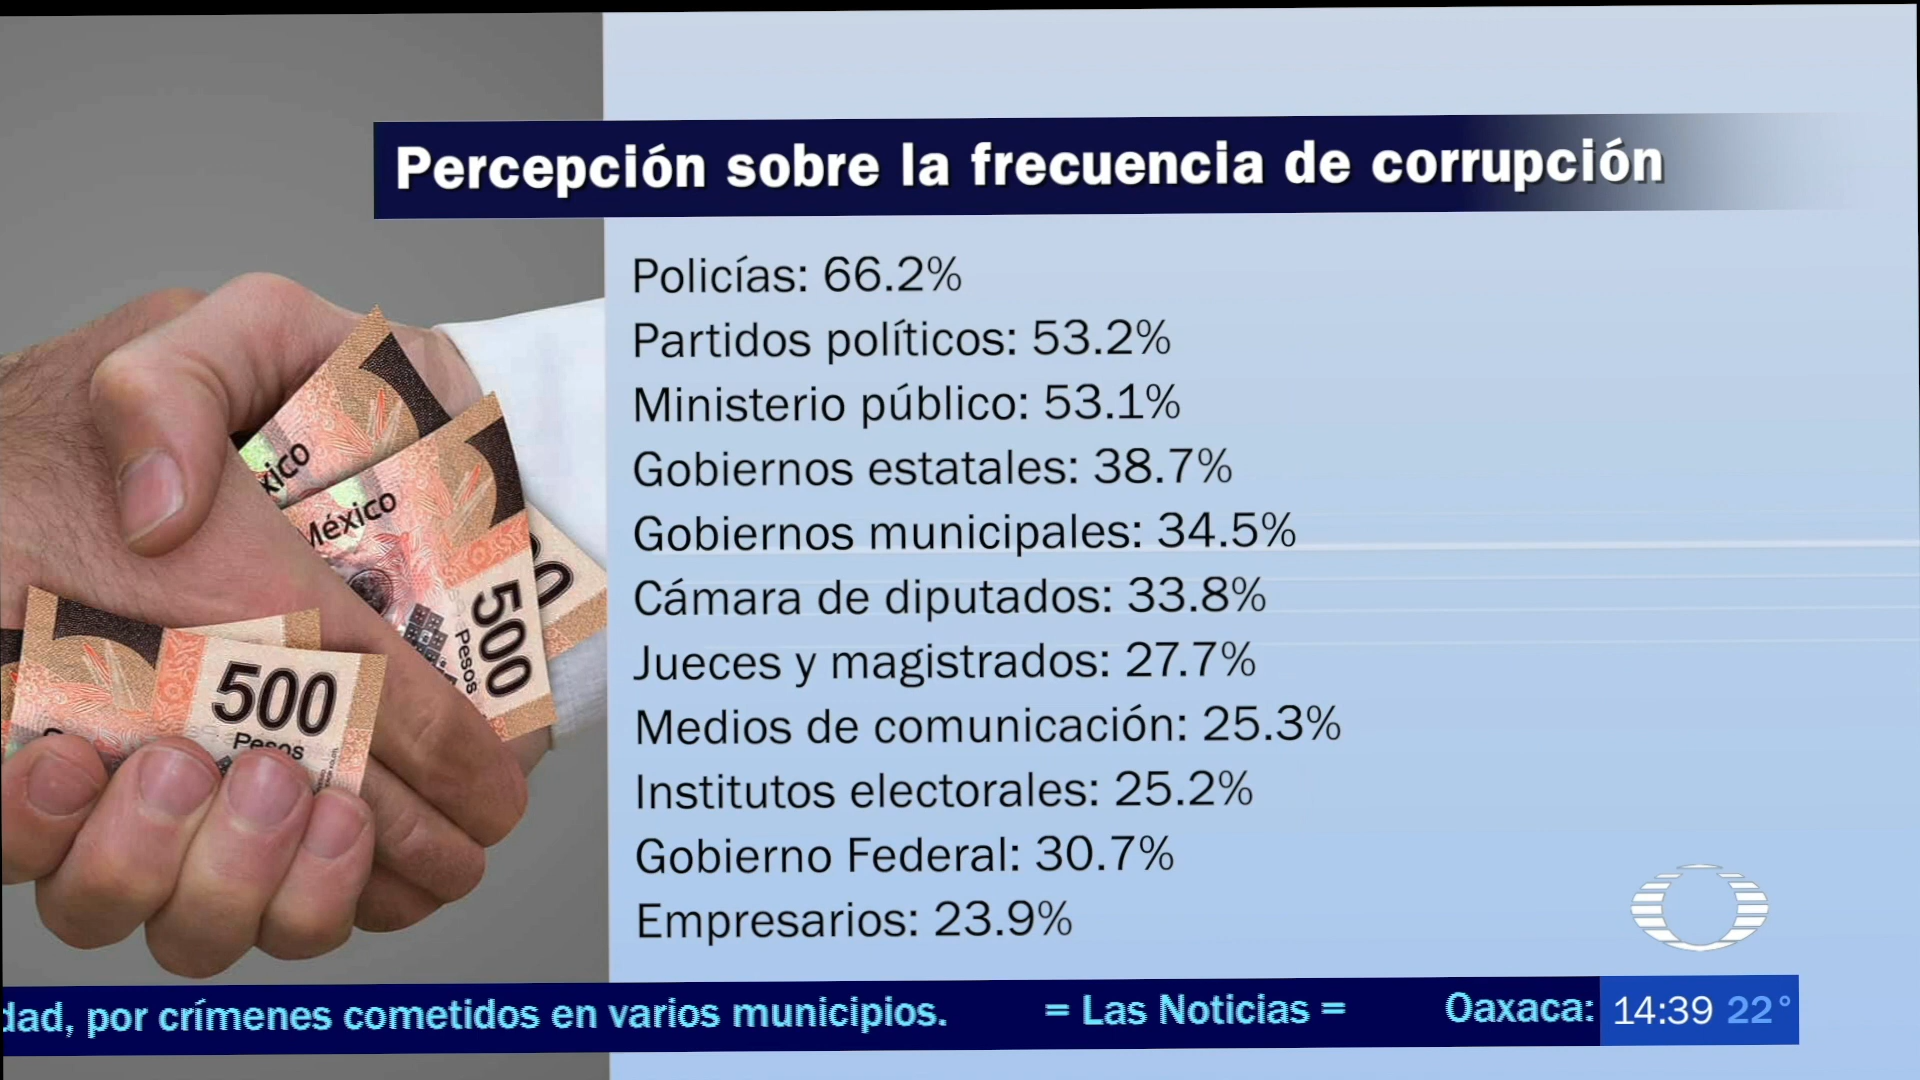 Percepción sobre la frecuencia de corrupción
Policías: 66.2%
Partidos políticos: 53.2%
Ministerio público: 53.1%
Gobiernos estatales: 38.7%
Gobiernos municipales: 34.5%
Cámara de diputados: 33.8%
Jueces y magistrados: 27.7%
Medios de comunicación: 25.3%
Institutos electorales: 25.2%
Gobierno Federal: 30.7%
Empresarios: 23.9%
México
500
Pesos
500
Pesos
por crímenes cometidos en varios municipios. = Las Noticias = Oaxaca: 14:39 22°